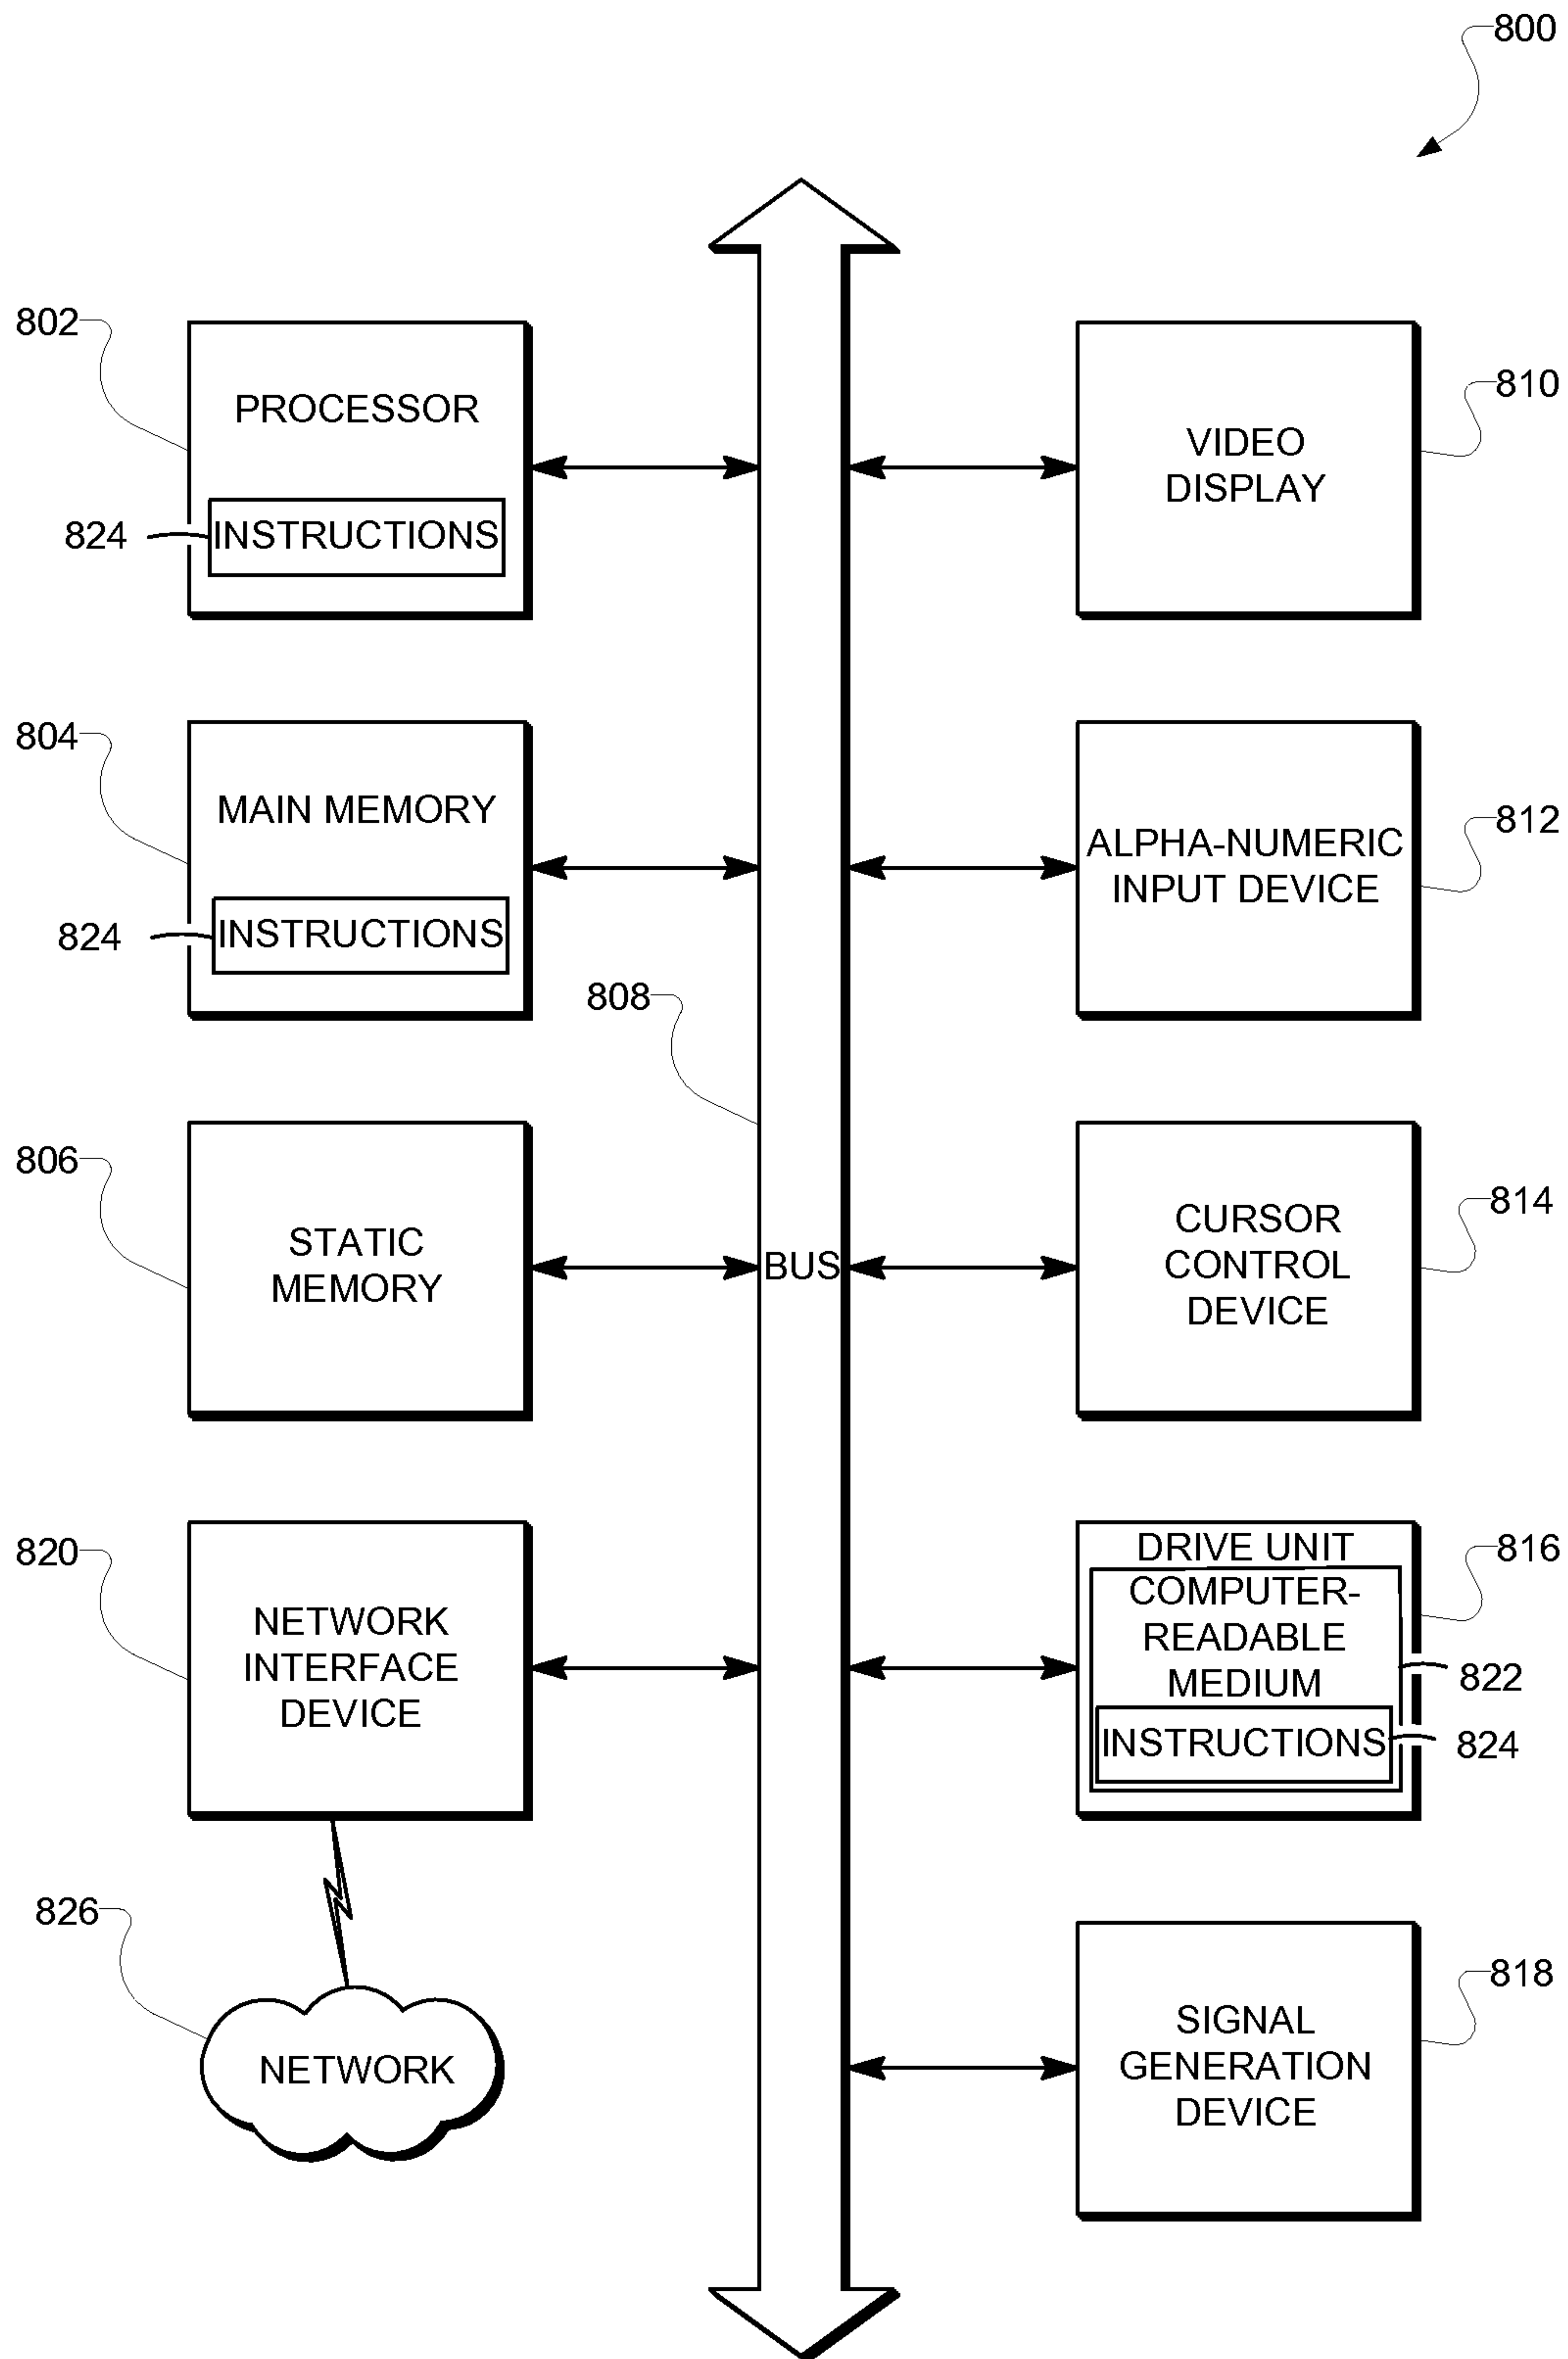 800
802
PROCESSOR
824
INSTRUCTIONS
810
VIDEO
DISPLAY
804
MAIN MEMORY
824
INSTRUCTIONS
812
ALPHA-NUMERIC
INPUT DEVICE
808
806
STATIC
MEMORY
BUS
814
CURSOR
CONTROL
DEVICE
820
NETWORK
INTERFACE
DEVICE
816
DRIVE UNIT
COMPUTER-
READABLE
MEDIUM
822
INSTRUCTIONS
824
826
NETWORK
818
SIGNAL
GENERATION
DEVICE